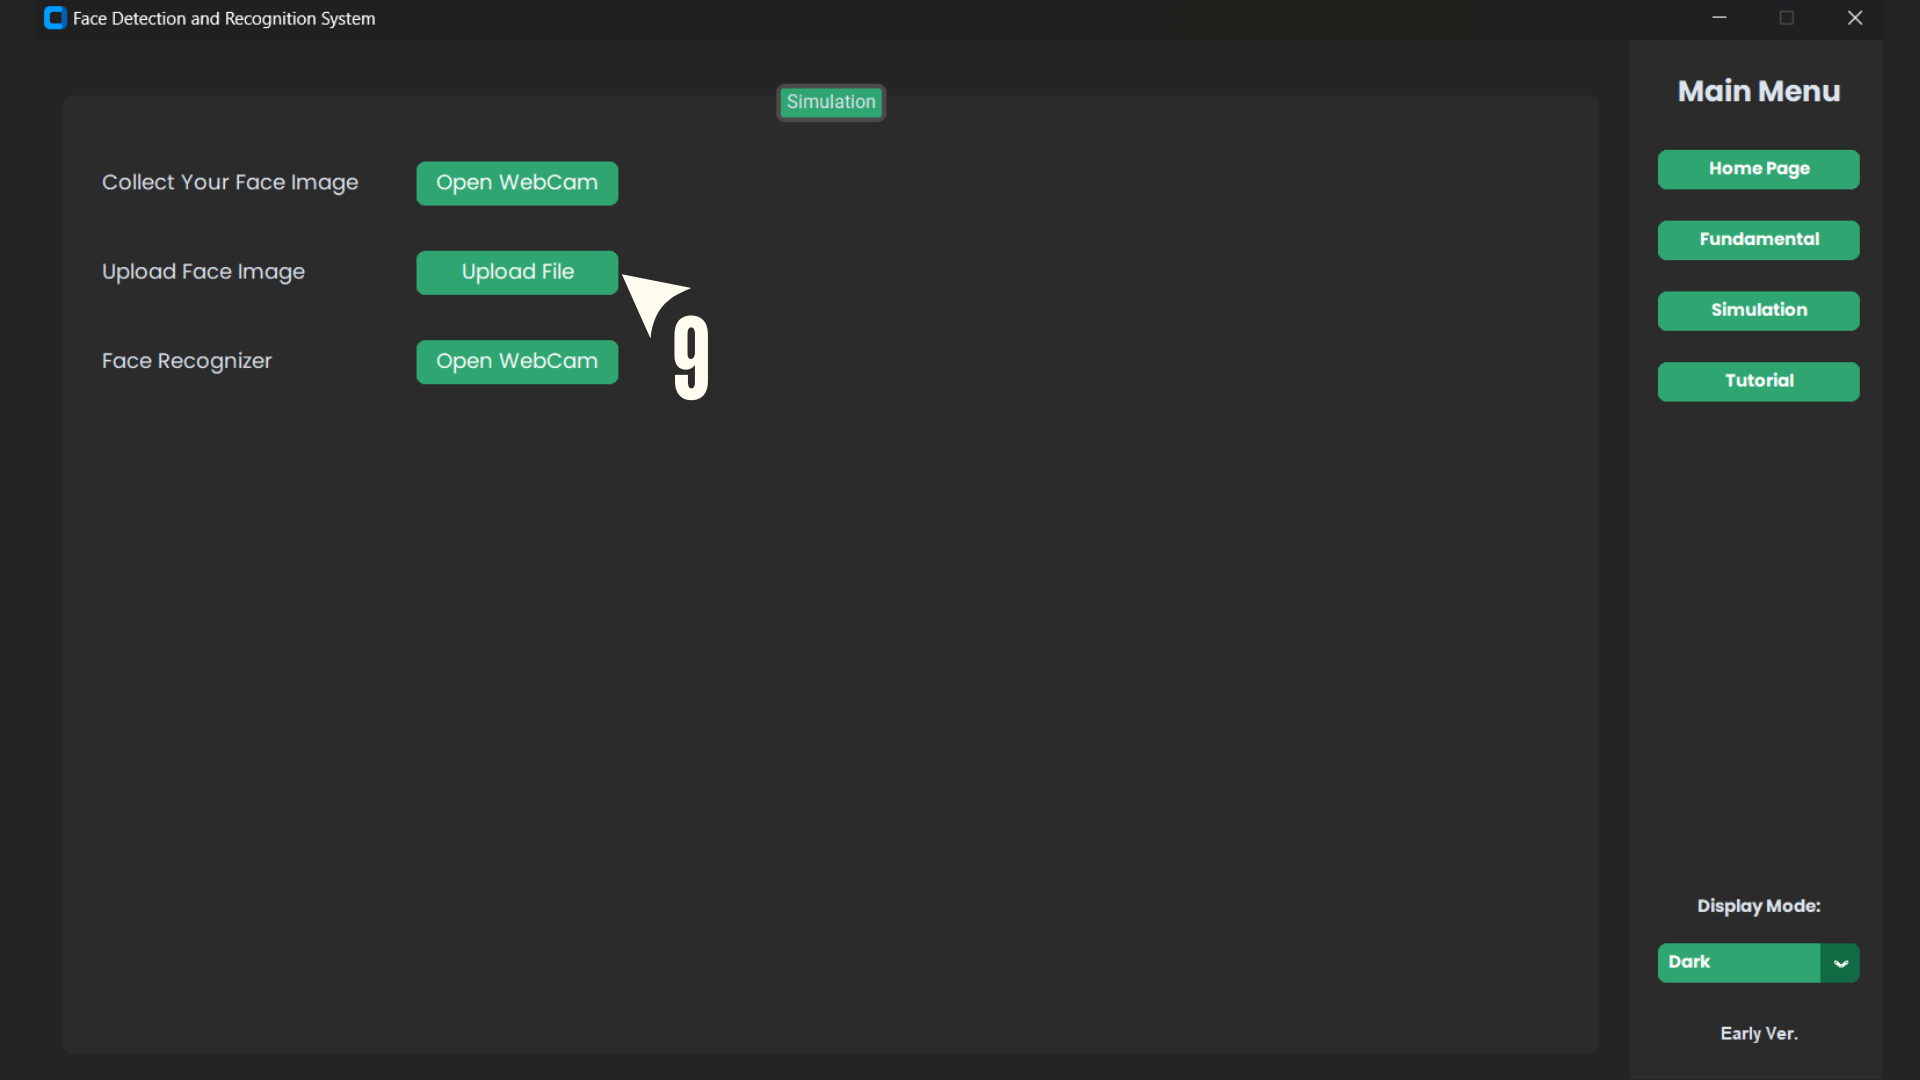 Face Detection and Recognition System
Simulation
Collect Your Face Image
Open WebCam
Upload Face Image
Upload File
9
Face Recognizer
Open WebCam
Main Menu
Home Page
Fundamental
Simulation
Tutorial
Display Mode:
Dark
Early Ver.